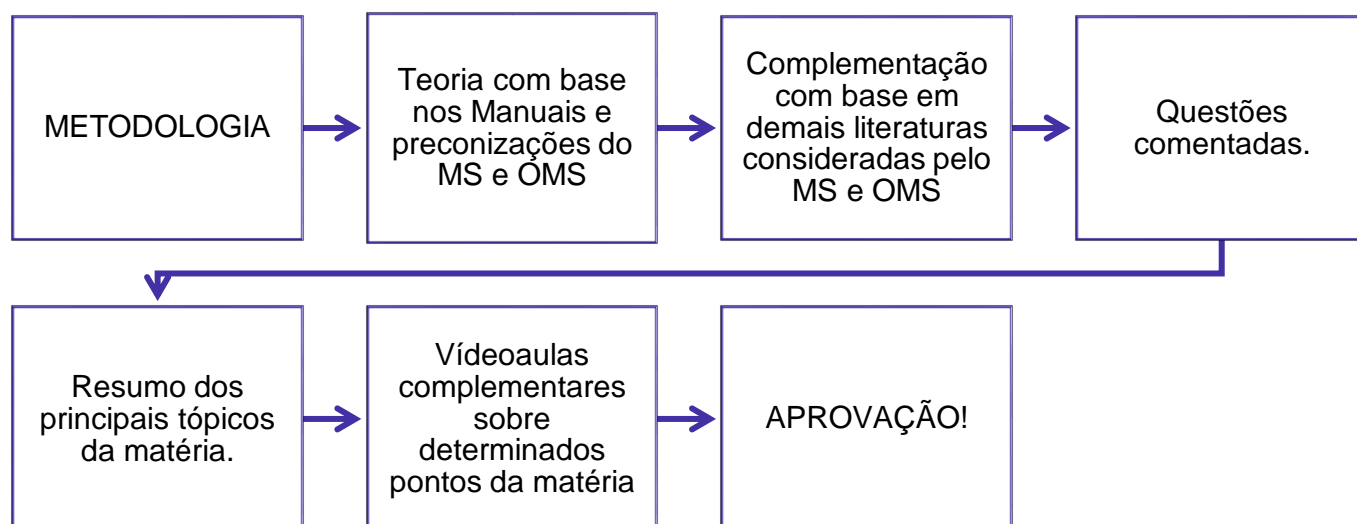 METODOLOGIA
Teoria com base
nos Manuais e
preconizações do
MS e OMS
Complementação
com base em
demais literaturas
consideradas pelo
MS e OMS
Questões
comentadas.
Resumo dos
principais tópicos
da matéria.
Vídeoaulas
complementares
sobre
determinados
pontos da matéria
APROVAÇÃO!